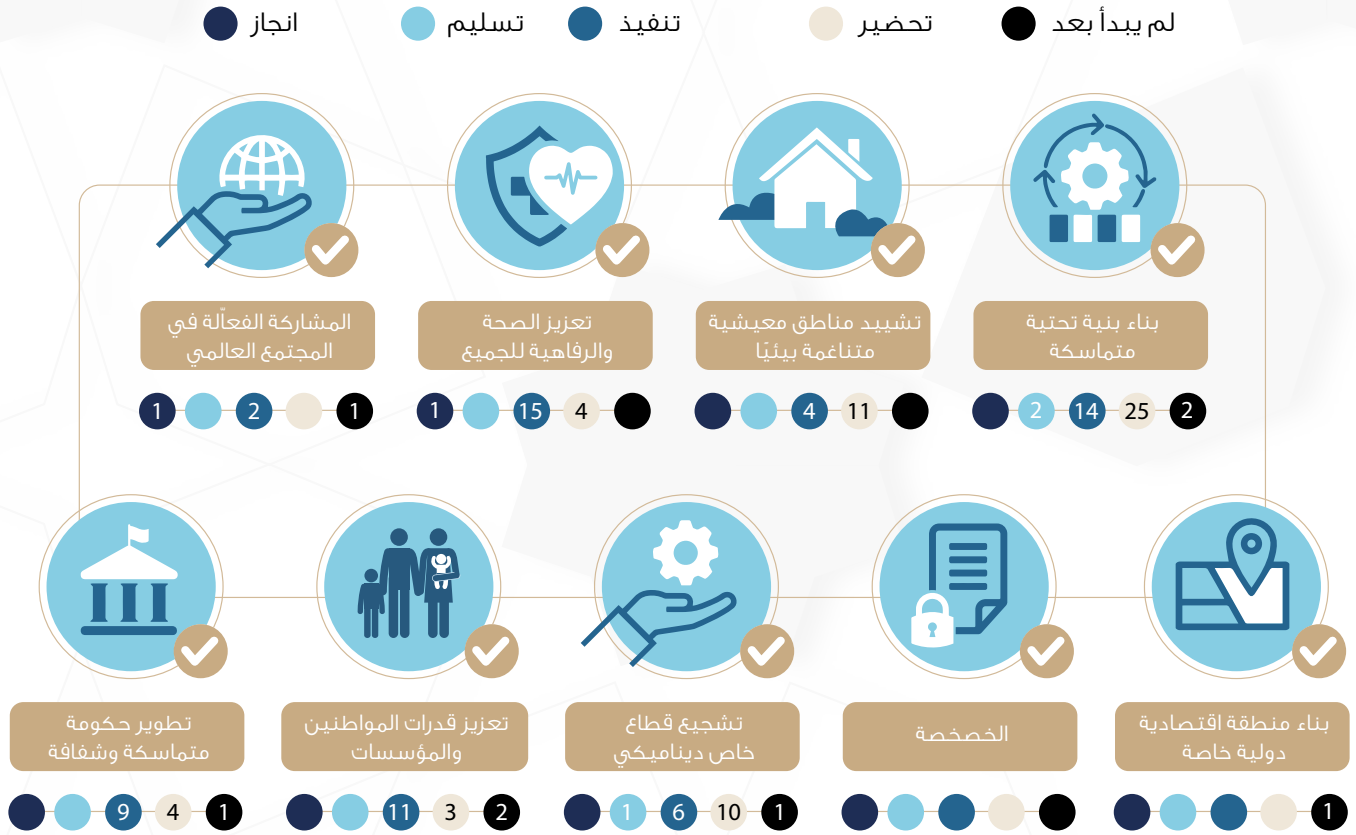 لم يبدأ بعد
تحضير
تنفيذ
تسليم
انجاز
بناء بنية تحتية
متماسكة
2 25 14 2
تشييد مناطق معيشية
متناغمة بيئيًا
11 4
تعزيز الصحة
والرفاهية للجميع
4 15 1
المشاركة الفعاّلة في
المجتمع العالمي
1 2 1
بناء منطقة اقتصادية
دولية خاصة
1
الخصخصة
تشجيع قطاع
خاص ديناميكي
1 10 6 1
تعزيز قدرات المواطنين
والمؤسسات
2 3 11
تطوير حكومة
متماسكة وشفافة
1 4 9